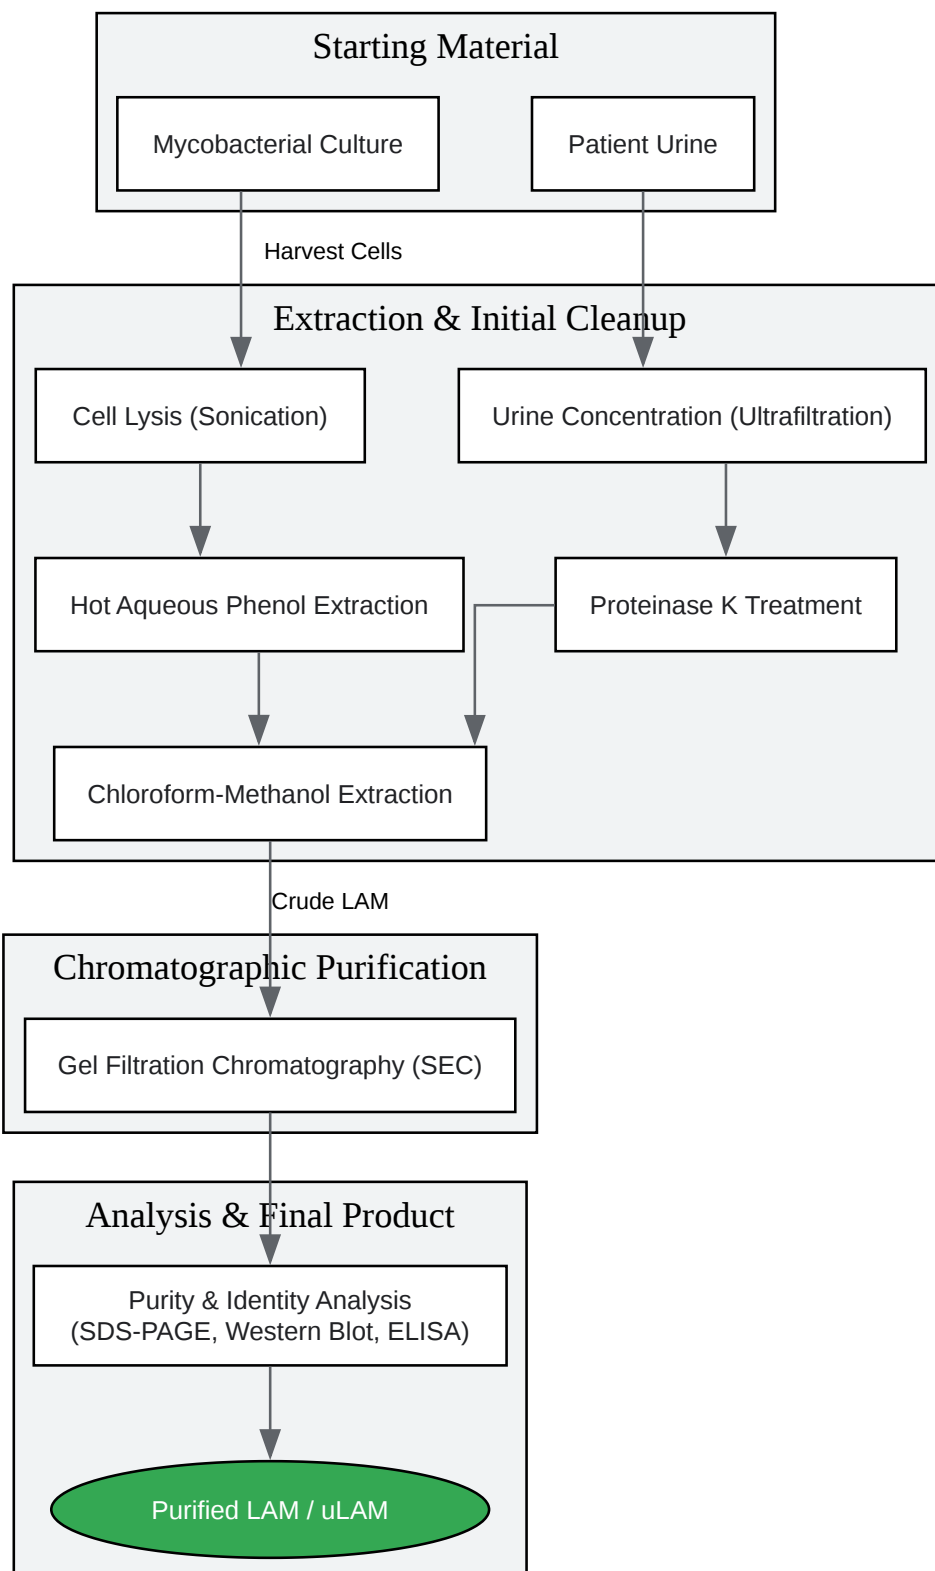 Starting Material
Mycobacterial Culture
Patient Urine
Harvest Cells
Extraction & Initial Cleanup
Cell Lysis (Sonication)
Urine Concentration (Ultrafiltration)
Hot Aqueous Phenol Extraction
Proteinase K Treatment
Chloroform-Methanol Extraction
Crude LAM
Chromatographic Purification
Gel Filtration Chromatography (SEC)
Analysis & Final Product
Purity & Identity Analysis
(SDS-PAGE, Western Blot, ELISA)
Purified LAM / uLAM